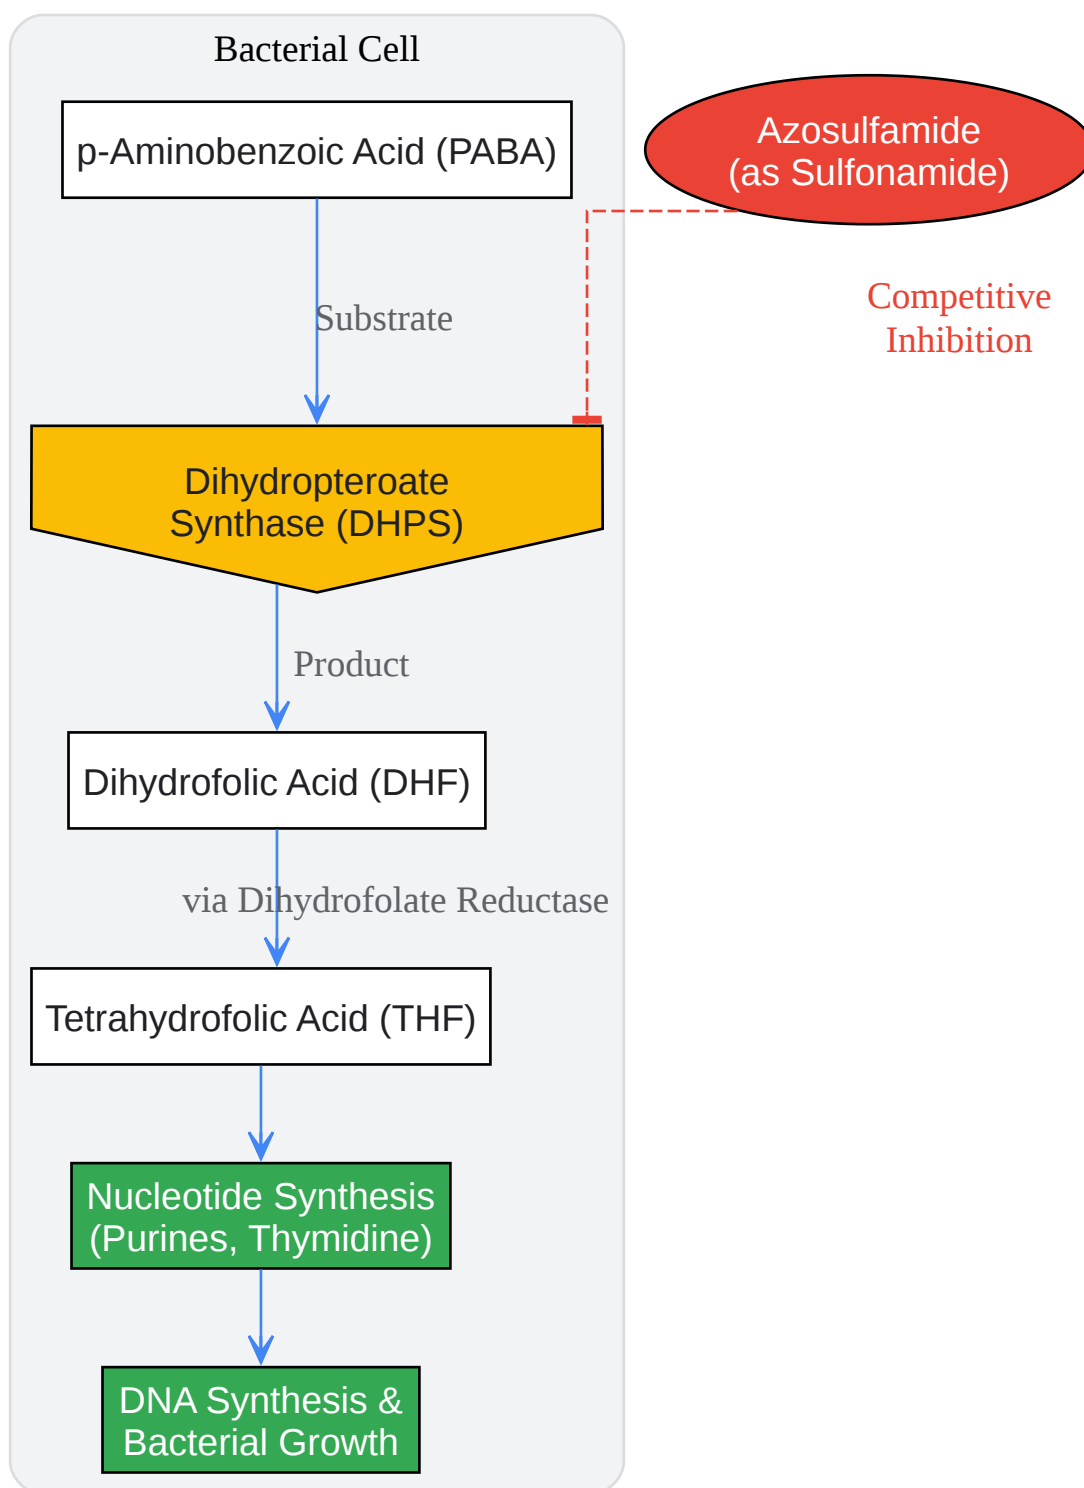 Bacterial Cell
p-Aminobenzoic Acid (PABA)
Azosulfamide
(as Sulfonamide)
Substrate
Competitive
Inhibition
Dihydropteroate
Synthase (DHPS)
Product
Dihydrofolic Acid (DHF)
via Dihydrofolate Reductase
Tetrahydrofolic Acid (THF)
Nucleotide Synthesis
(Purines, Thymidine)
DNA Synthesis &
Bacterial Growth